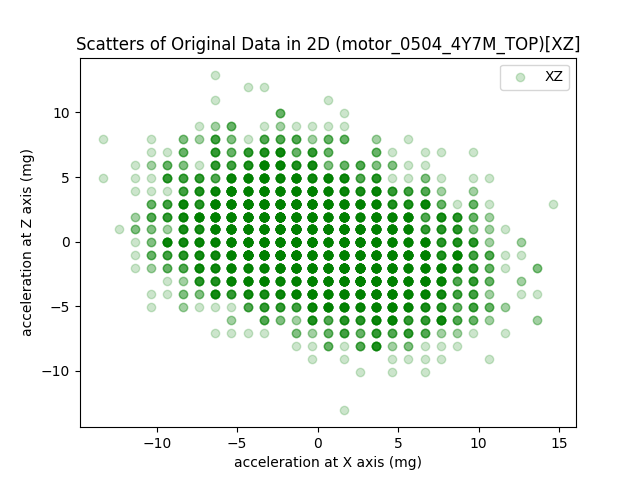 Scatters of Original Data in 2D (motor_0504_4Y7M_TOP)[XZ]
XZ
acceleration at Z axis (mg)
10
5
0
−5
−10
−10
−5
0
5
10
15
acceleration at X axis (mg)